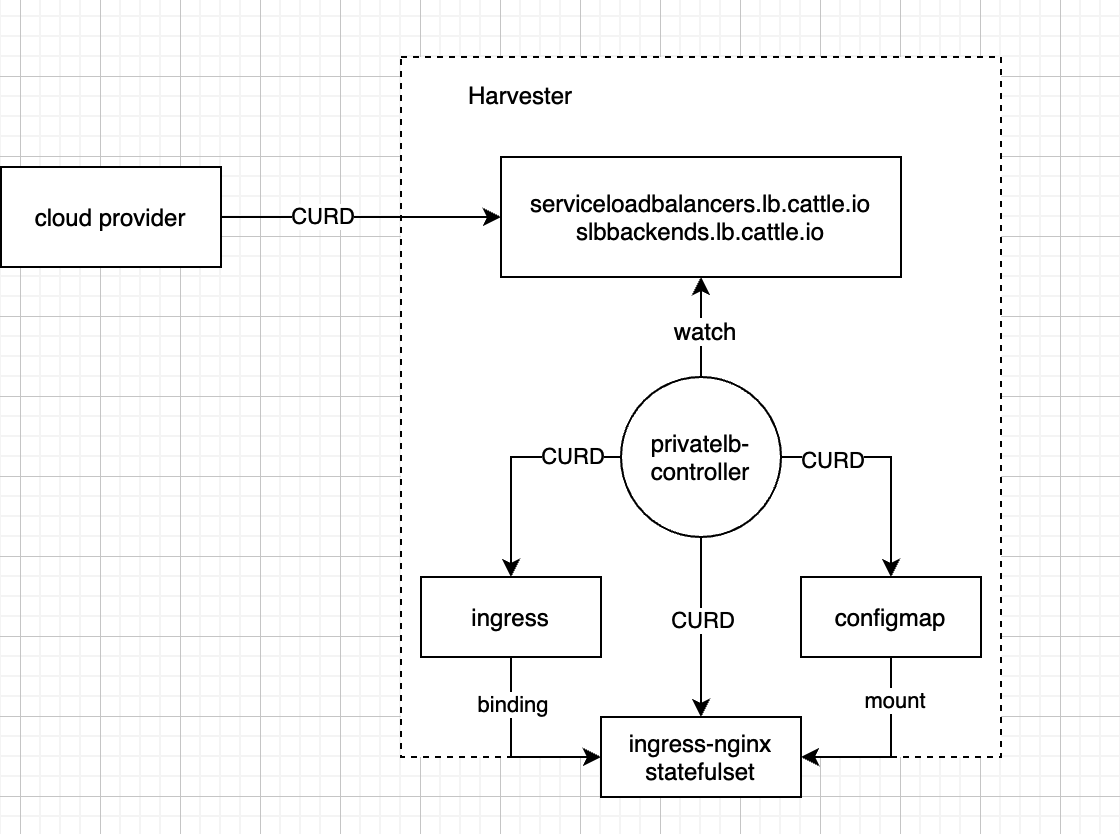 Harvester
cloud provider
CURD
serviceloadbalancers.lb.cattle.io
slbbackends.lb.cattle.io
watch
privatelb-
controller
CURD
CURD
ingress
CURD
configmap
binding
mount
ingress-nginx
statefulset